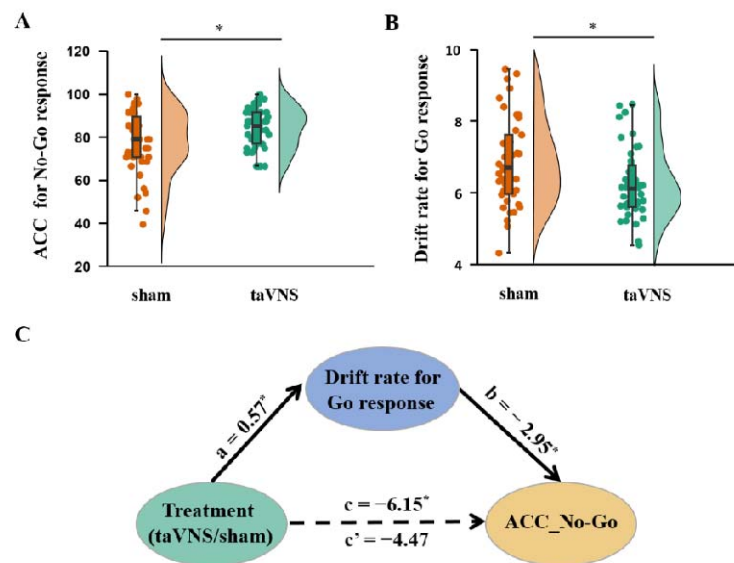 A
ACC for No-Go response
120
100
80
60
40
20
*
sham
taVNS
B
Drift rate for Go response
10
8
6
4
*
sham
taVNS
C
Drift rate for
Go response
a = 0.57*
b = − 2.95*
Treatment
(taVNS/sham)
c = −6.15*
c’ = −4.47
ACC_No-Go